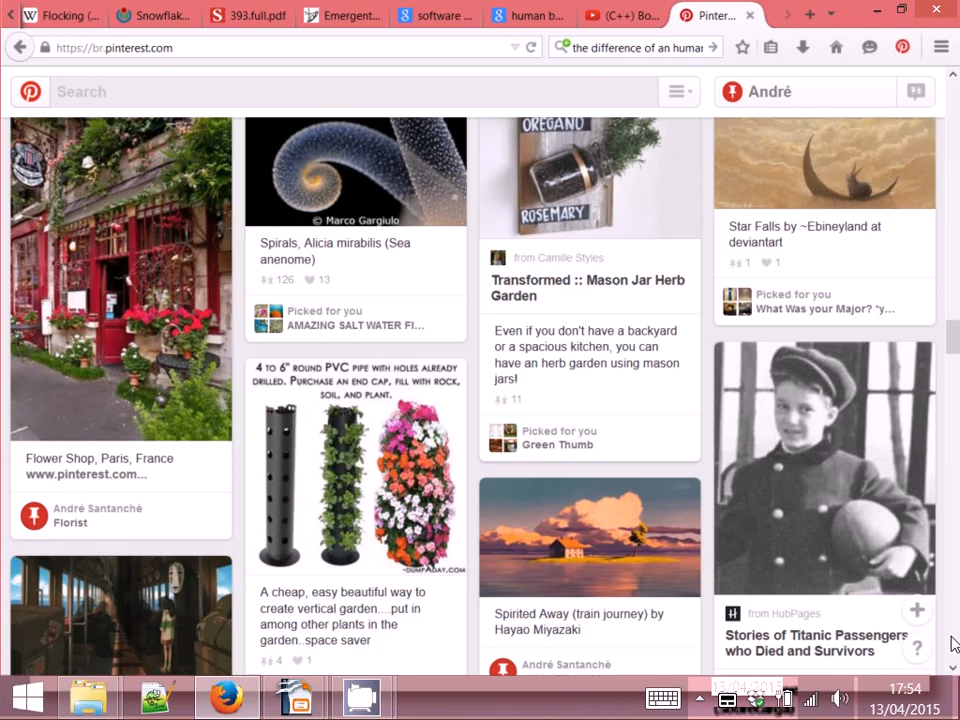 Flocking (...
Snowflak...
393.full.pdf
Emergent...
software ...
human b...
(C++) Bo...
Pinter...
https://br.pinterest.com
the difference of an human
Search
André
© Marco Gargiulo
Spirals, Alicia mirabilis (Sea
anenome)
126
13
Picked for you
AMAZING SALT WATER FI...
OREGANO
ROSEMARY
from Camille Styles
Transformed :: Mason Jar Herb
Garden
Even if you don't have a backyard
or a spacious kitchen, you can
have an herb garden using mason
jars!
11
Picked for you
Green Thumb
Star Falls by ~Ebineyland at
deviantart
1
1
Picked for you
What Was your Major? "y...
Flower Shop, Paris, France
www.pinterest.com...
André Santanchè
Florist
4 TO 6" ROUND PVC PIPE WITH HOLES ALREADY
DRILLED. PURCHASE AN END CAP, FILL WITH ROCK,
SOIL, AND PLANT.
-DUMPADAY.COM
A cheap, easy beautiful way to
create vertical garden....put in
among other plants in the
garden..space saver
4
1
Spirited Away (train journey) by
Hayao Miyazaki
André Santanchè
from HubPages
Stories of Titanic Passengers
who Died and Survivors
?
17:54
13/04/2015